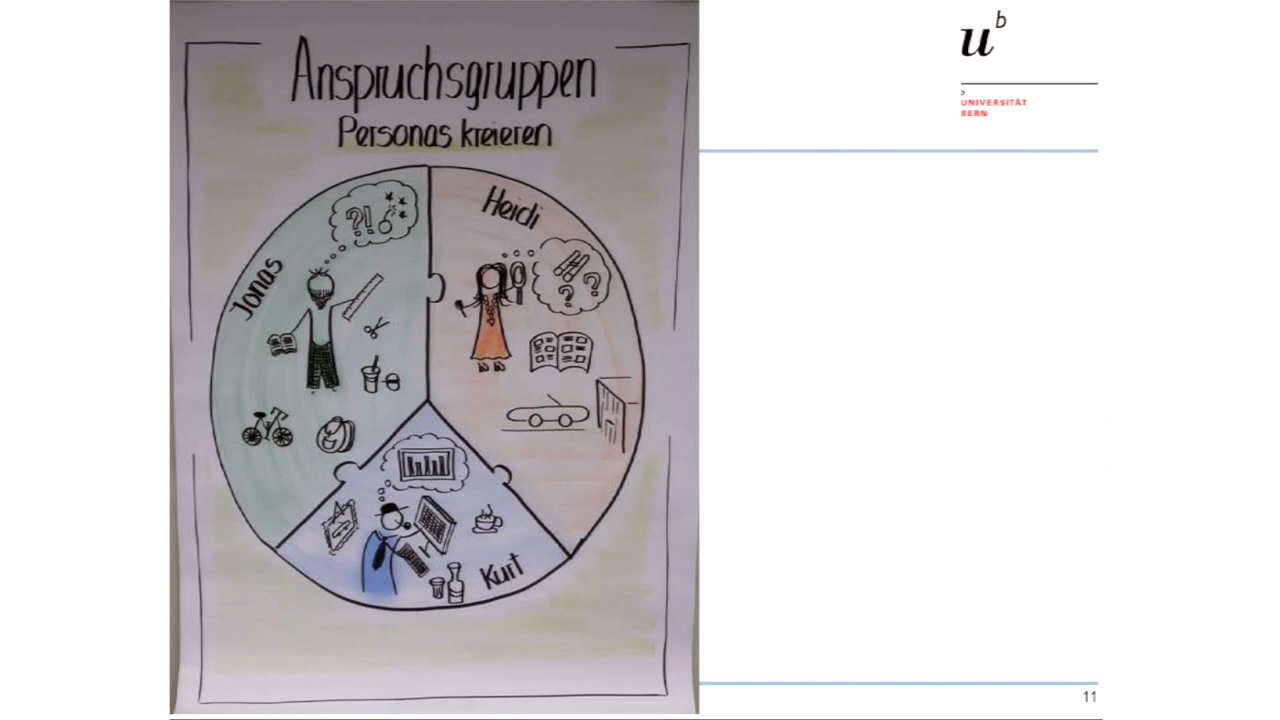 Anspruchsgruppen
Personas kreieren
Jonas
?!
Heidi
? ?
Kurt
u b
b
UNIVERSITÄT
BERN
11